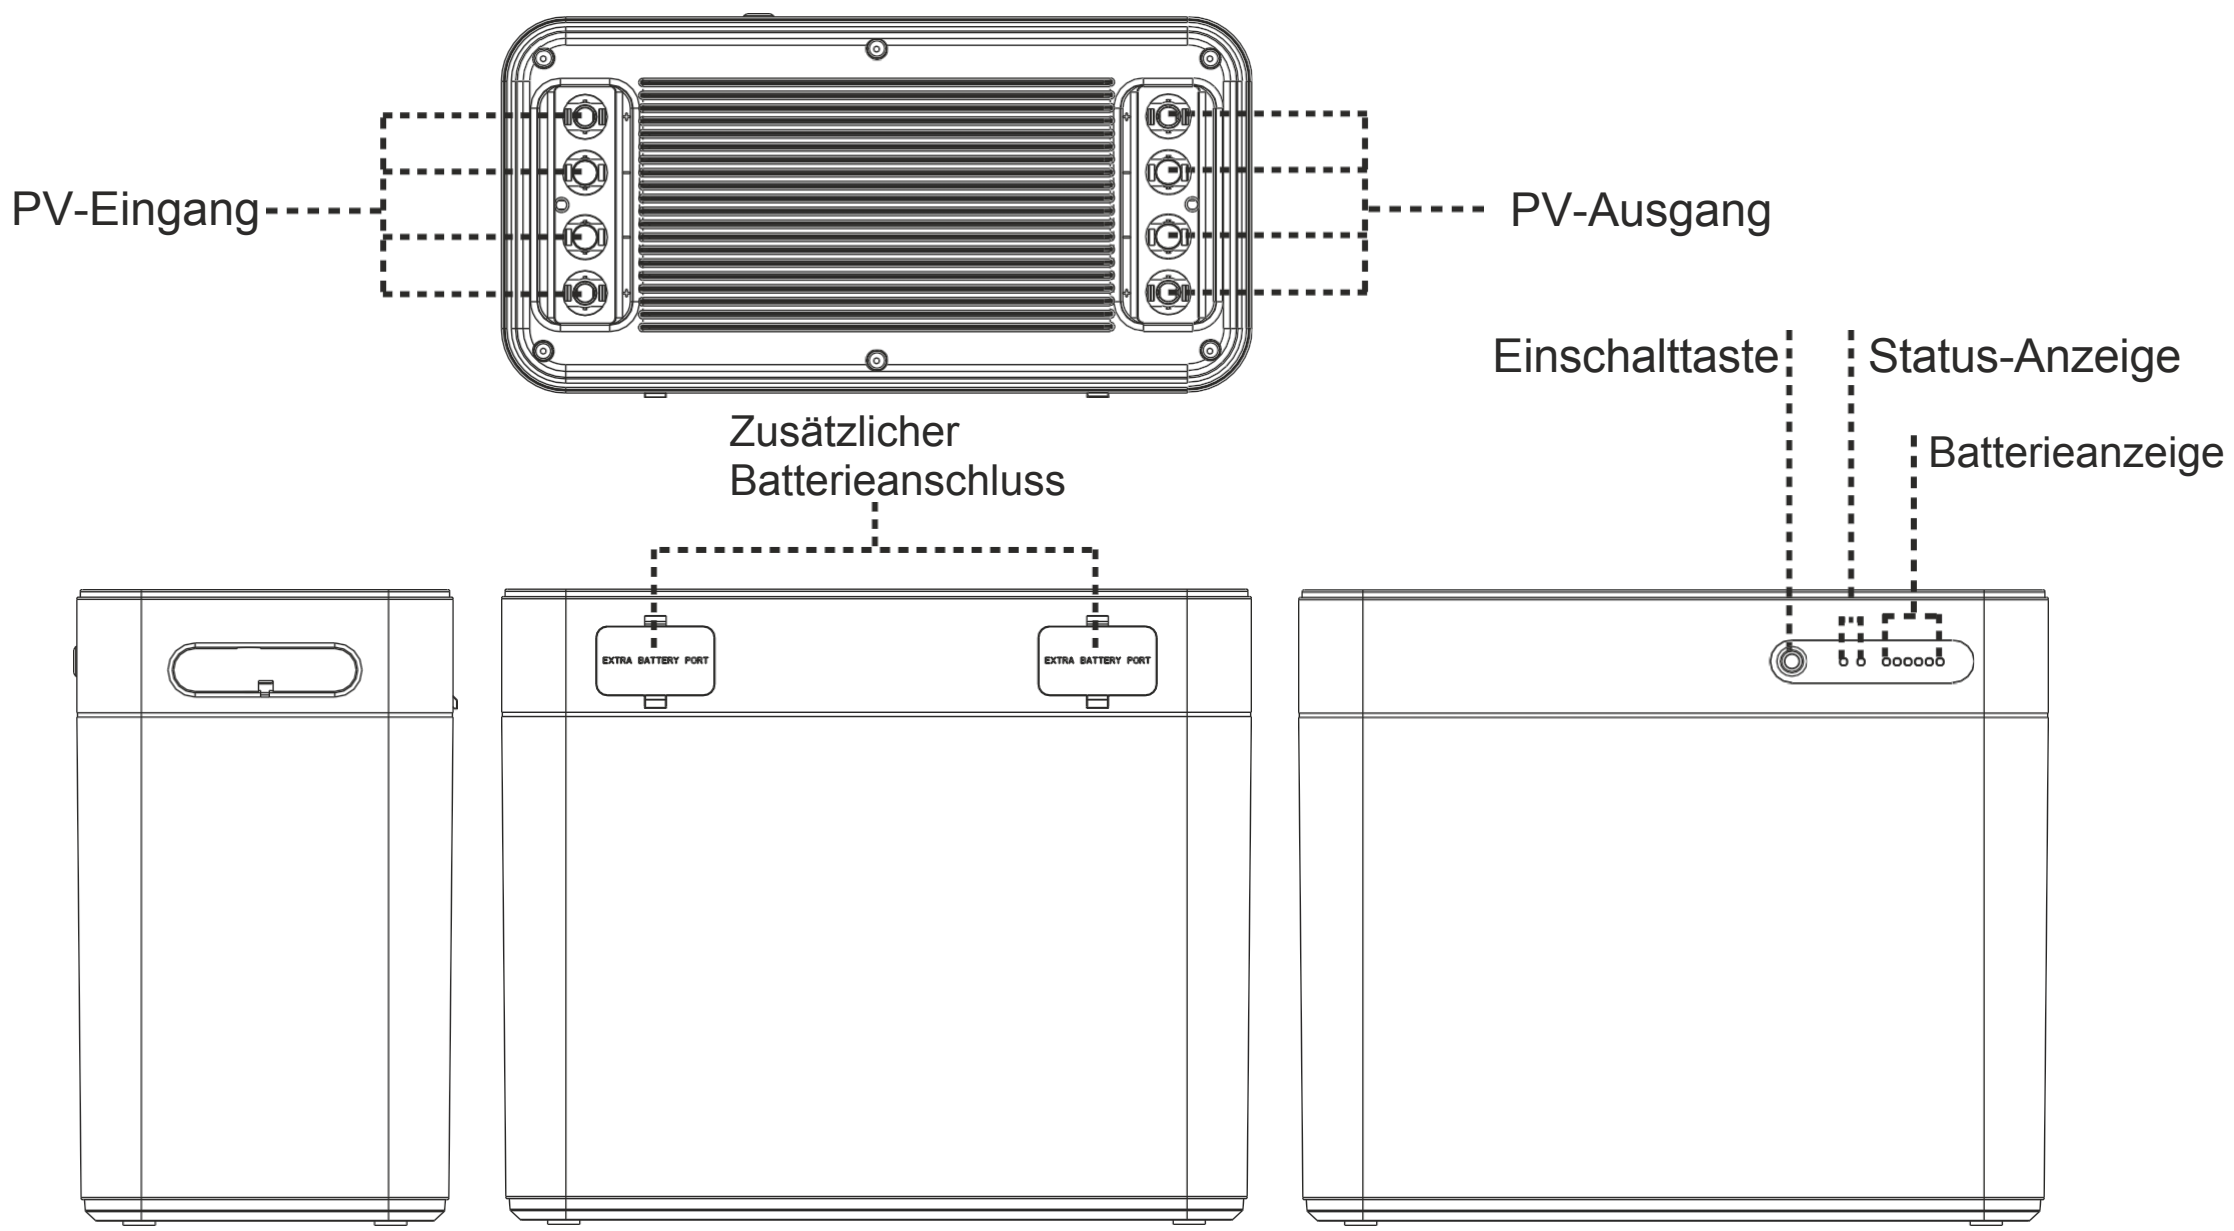 PV-Eingang
PV-Ausgang
Einschalttaste
Status-Anzeige
Zusätzlicher
Batterieanschluss
Batterieanzeige
EXTRA BATTERY PORT
EXTRA BATTERY PORT